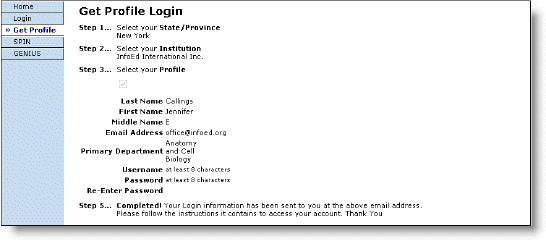 Home
Login
» Get Profile
SPIN
GENIUS
Get Profile Login
Step 1... Select your State/Province
New York
Step 2... Select your Institution
InfoEd International Inc.
Step 3... Select your Profile
Last Name Callings
First Name Jennifer
Middle Name E
Email Address office@infoed.org
Primary Department Anatomy
and Cell
Biology
Username at least 8 characters
Password at least 8 characters
Re-Enter Password
Step 5... Completed! Your Login information has been sent to you at the above email address.
Please follow the instructions it contains to access your account. Thank You